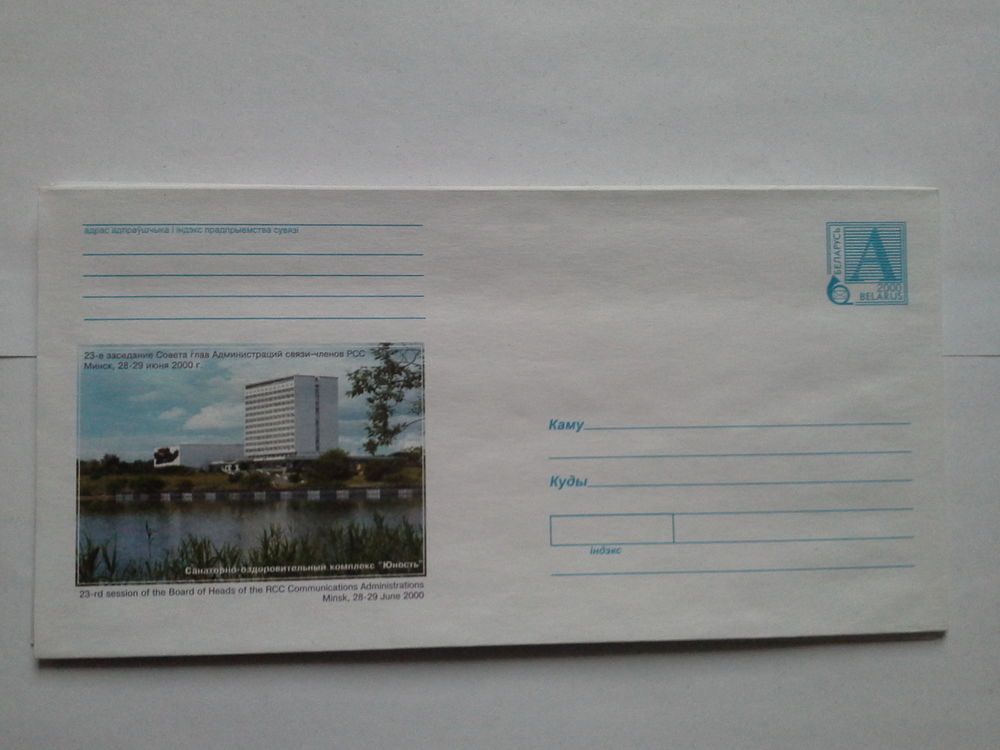 адрас адпраўшчыка і індэкс прадпрыемства сувязі
БЕЛАРУСЬ
А
2000
BELARUS
23-е заседание Совета глав Администраций связи-членов РСС
Минск, 28-29 июня 2000 г.
Санаторно-оздоровительный комплекс "Юность"
23-rd session of the Board of Heads of the RCC Communications Administrations
Minsk, 28-29 June 2000
Каму
Куды
індэкс